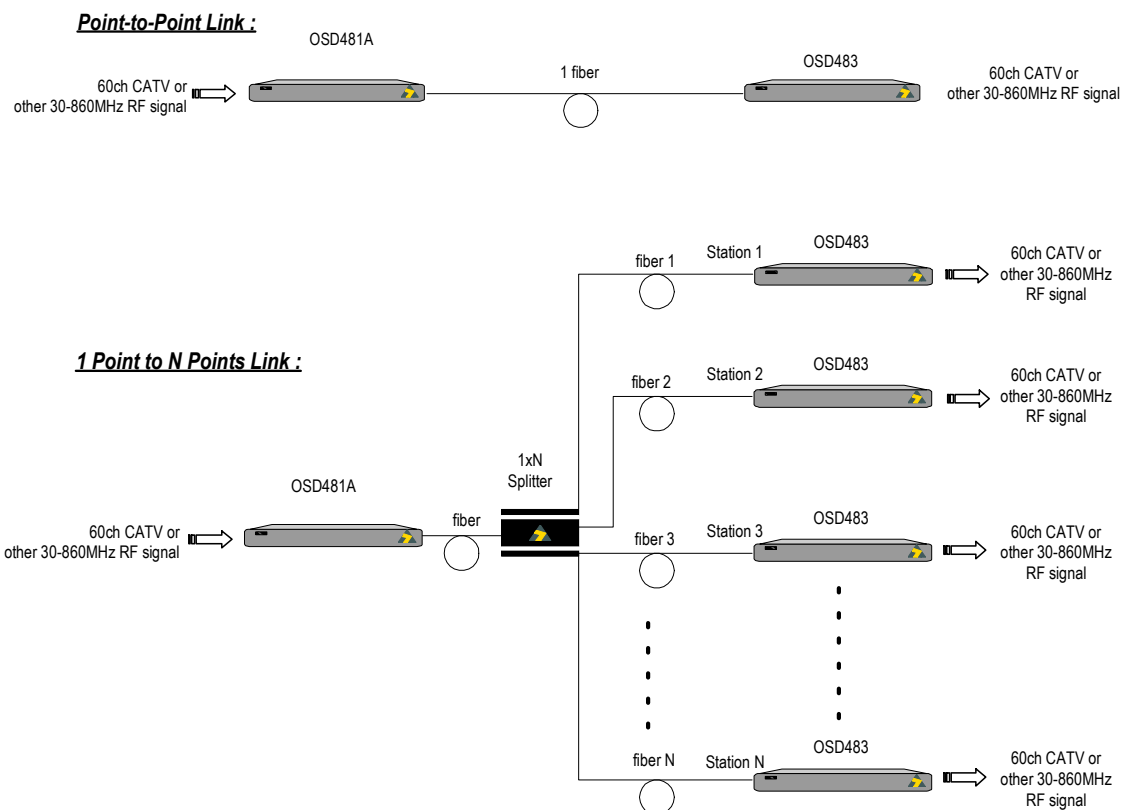 Point-to-Point Link :
OSD481A
60ch CATV or
other 30-860MHz RF signal
1 fiber
OSD483
60ch CATV or
other 30-860MHz RF signal
1 Point to N Points Link :
OSD481A
60ch CATV or
other 30-860MHz RF signal
fiber
1xN
Splitter
fiber 1
Station 1
OSD483
60ch CATV or
other 30-860MHz
RF signal
fiber 2
Station 2
OSD483
60ch CATV or
other 30-860MHz
RF signal
fiber 3
Station 3
OSD483
60ch CATV or
other 30-860MHz
RF signal
fiber N
Station N
OSD483
60ch CATV or
other 30-860MHz
RF signal